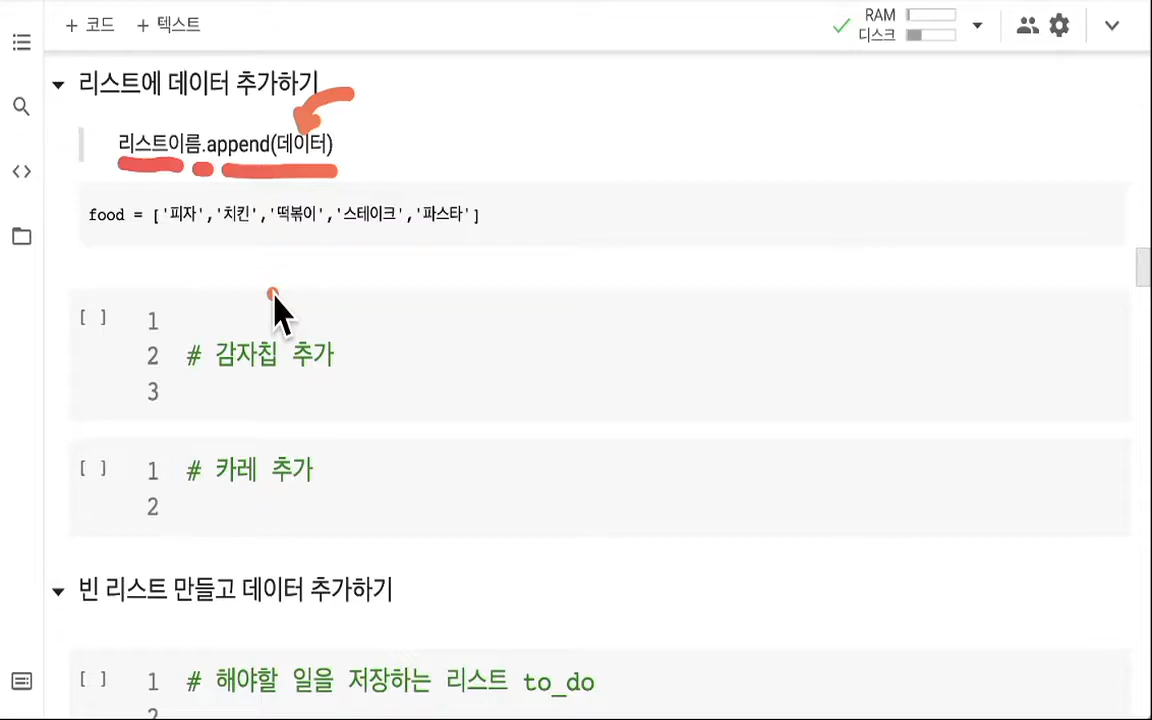 + 코드 + 텍스트
RAM
디스크
리스트에 데이터 추가하기
리스트이름.append(데이터)
food = ['피자','치킨','떡볶이','스테이크','파스타']
[ ] 1
2 # 감자칩 추가
3
[ ] 1 # 카레 추가
2
빈 리스트 만들고 데이터 추가하기
[ ] 1 # 해야할 일을 저장하는 리스트 to_do
2